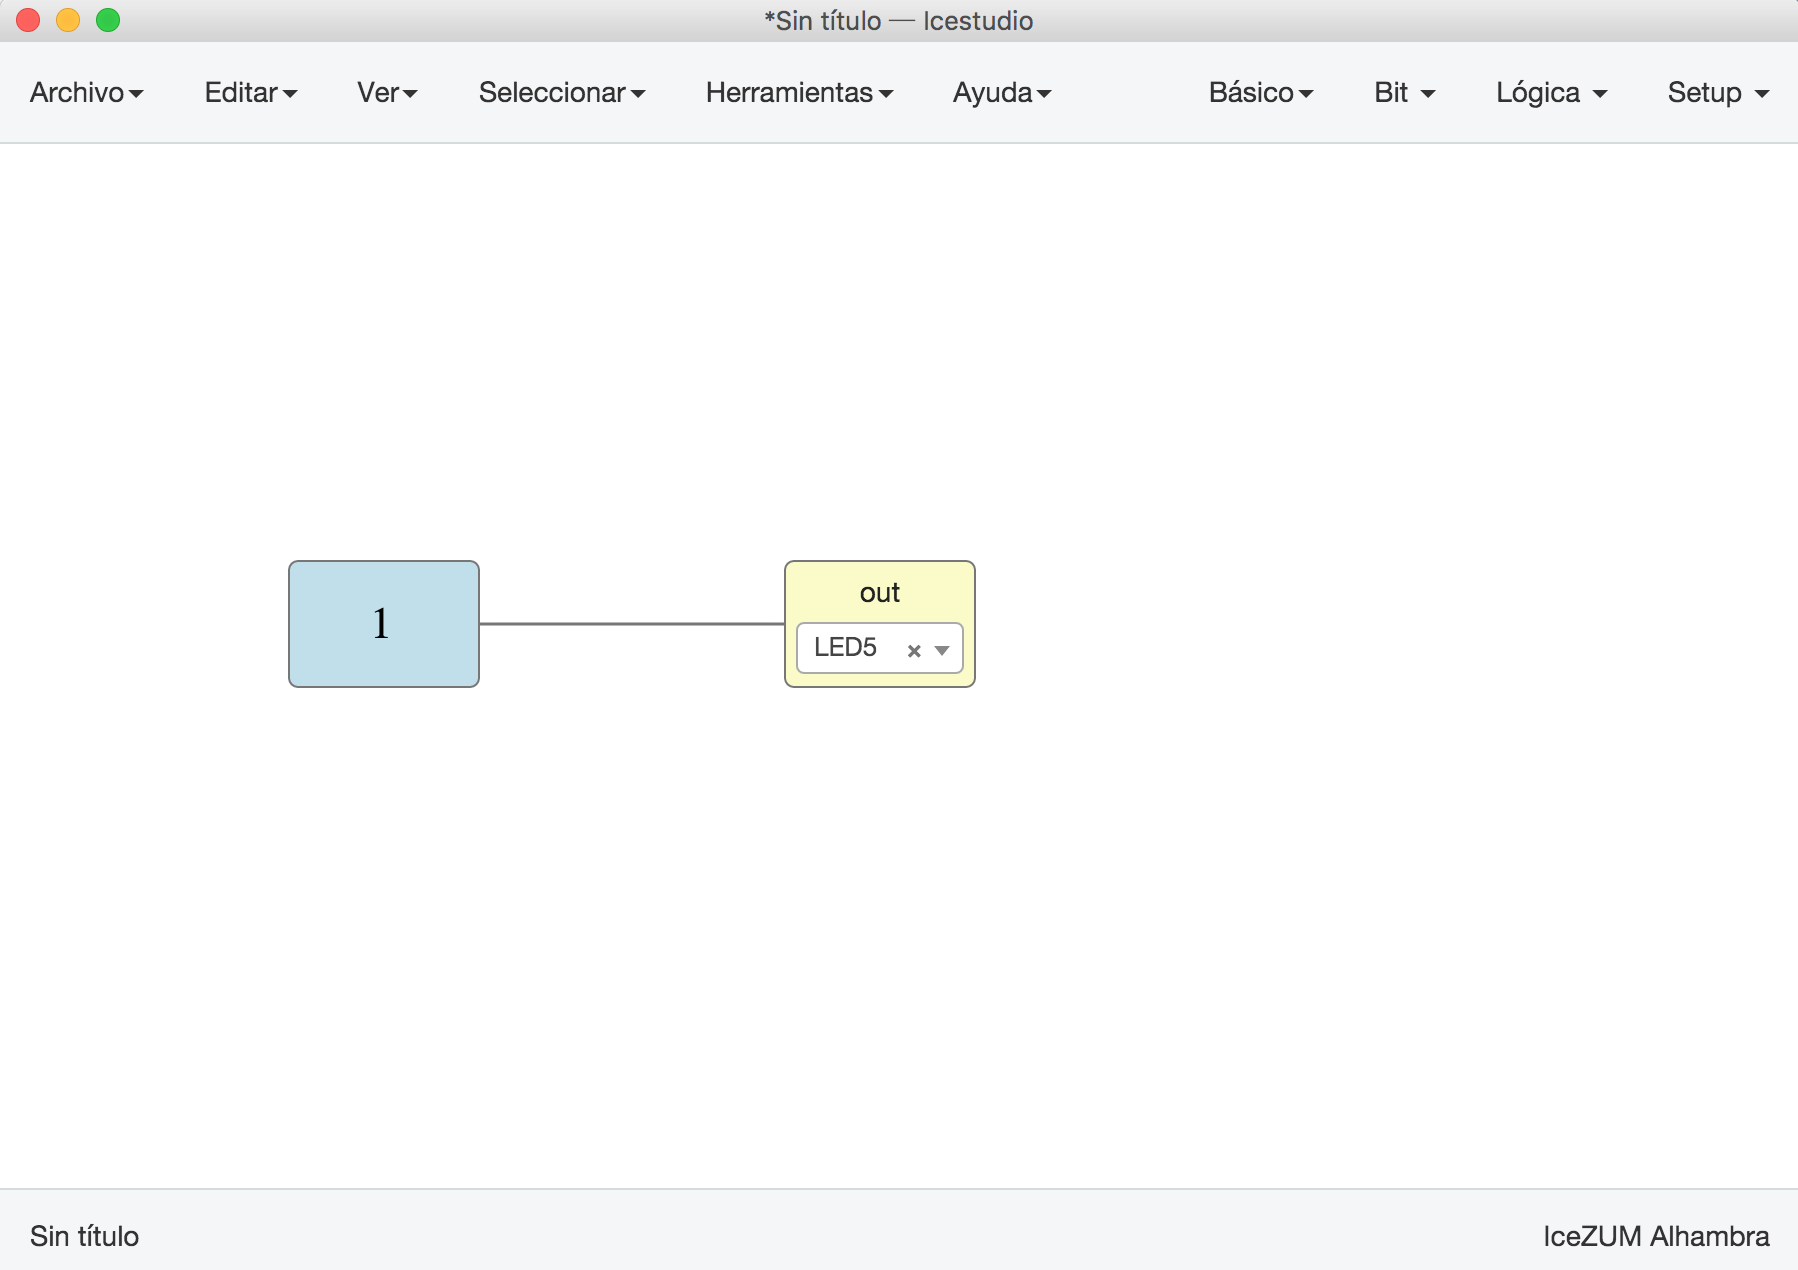 *Sin título — Icestudio
Archivo Editar Ver Seleccionar Herramientas Ayuda Básico Bit Lógica Setup
1
out
LED5
Sin título
IceZUM Alhambra